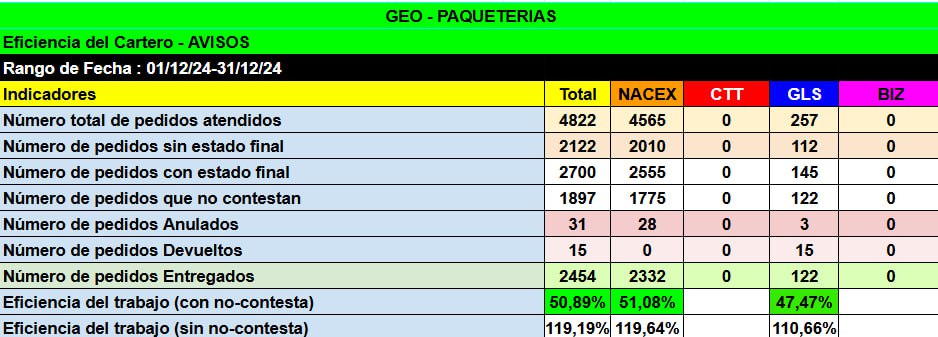 GEO - PAQUETERIAS
Eficiencia del Cartero - AVISOS
Rango de Fecha : 01/12/24-31/12/24
Indicadores Total NACEX CTT GLS BIZ
Número total de pedidos atendidos 4822 4565 0 257 0
Número de pedidos sin estado final 2122 2010 0 112 0
Número de pedidos con estado final 2700 2555 0 145 0
Número de pedidos que no contestan 1897 1775 0 122 0
Número de pedidos Anulados 31 28 0 3 0
Número de pedidos Devueltos 15 0 0 15 0
Número de pedidos Entregados 2454 2332 0 122 0
Eficiencia del trabajo (con no-contesta) 50,89% 51,08% 47,47%
Eficiencia del trabajo (sin no-contesta) 119,19% 119,64% 110,66%